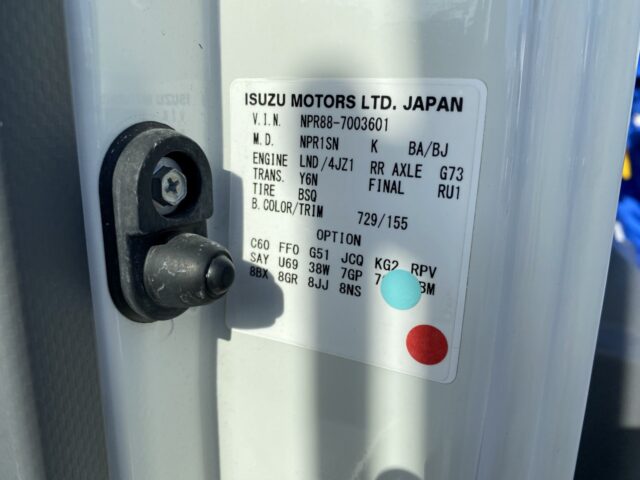 ISUZU MOTORS LTD. JAPAN
V.I.N. NPR88-7003601
M.D. NPR1SN K BA/BJ
ENGINE LND/4JZ1 RR AXLE G73
TRANS. Y6N FINAL RU1
TIRE BSQ
B.COLOR/TRIM 729/155
OPTION
C60 FF0 G51 JCQ KG2 RPV
SAY U69 38W 7GP
8BX 8GR 8JJ 8NS